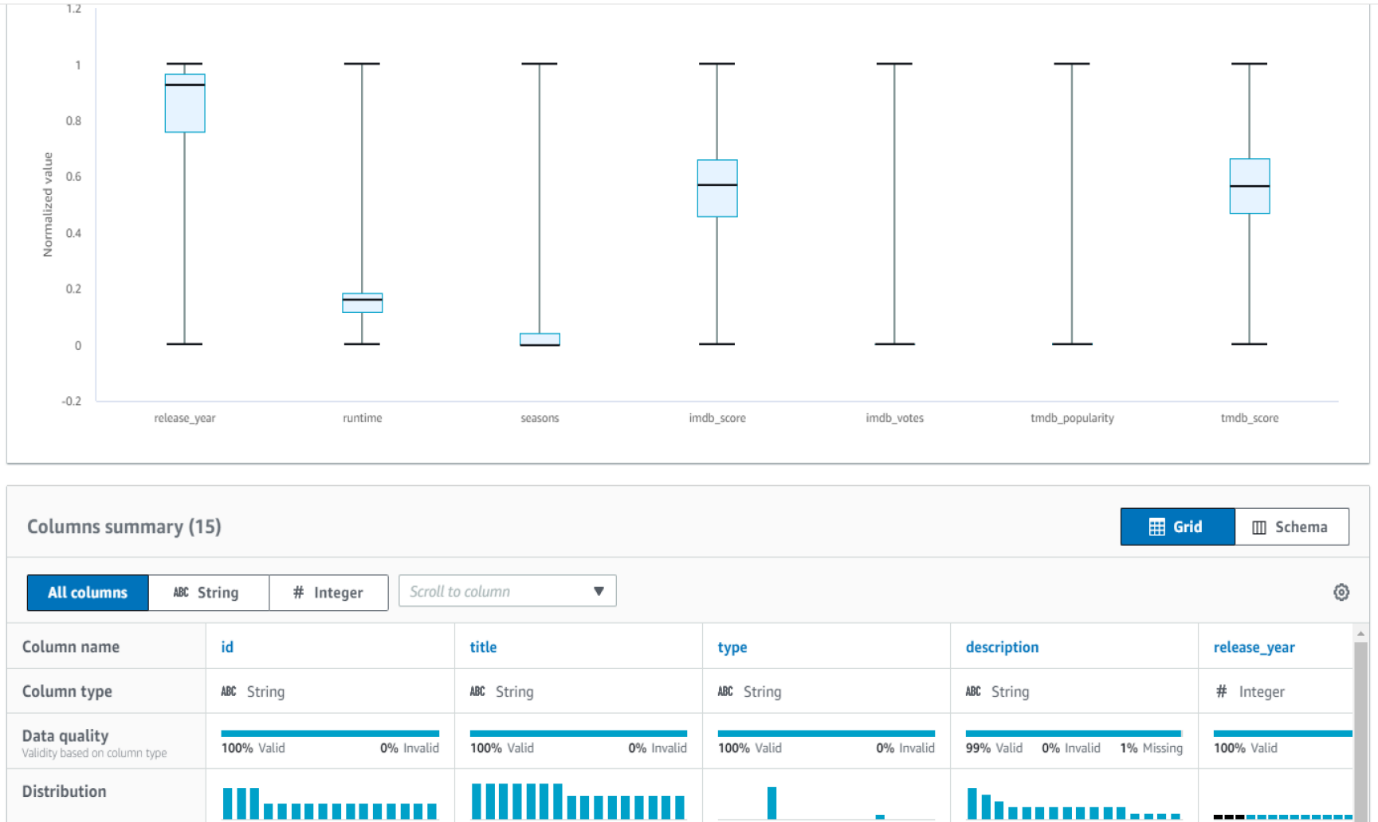 1.2
1
0.8
0.6
0.4
0.2
0
-0.2
Normalized value
release_year runtime seasons imdb_score imdb_votes tmdb_popularity tmdb_score
Columns summary (15)
Grid Schema
All columns ABC String # Integer Scroll to column
Column name id title type description release_year
Column type ABC String ABC String ABC String ABC String # Integer
Data quality
Validity based on column type
100% Valid 0% Invalid 100% Valid 0% Invalid 100% Valid 0% Invalid 99% Valid 0% Invalid 1% Missing 100% Valid
Distribution